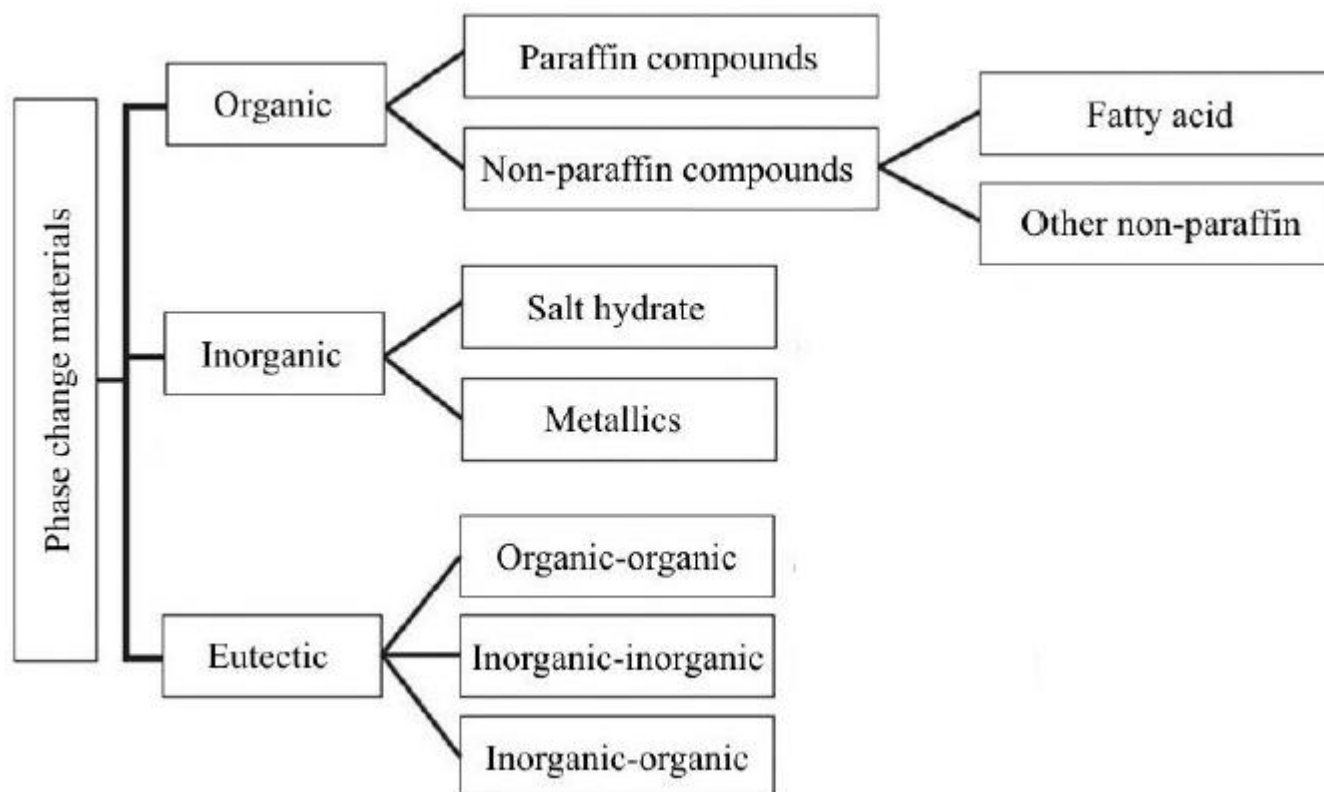 Phase change materials
Organic
Paraffin compounds
Non-paraffin compounds
Fatty acid
Other non-paraffin
Inorganic
Salt hydrate
Metallics
Eutectic
Organic-organic
Inorganic-inorganic
Inorganic-organic